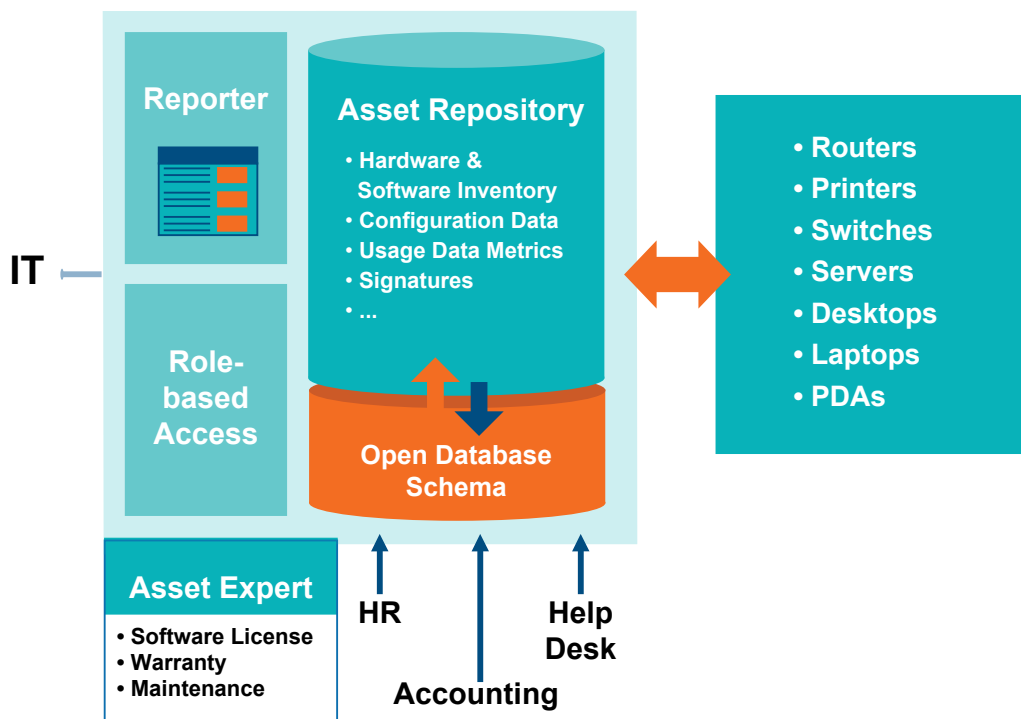 Reporter
Asset Repository
• Hardware &
Software Inventory
• Configuration Data
• Usage Data Metrics
• Signatures
• ...
• Routers
• Printers
• Switches
• Servers
• Desktops
• Laptops
• PDAs
IT
Role-
based
Access
Open Database
Schema
Asset Expert
• Software License
• Warranty
• Maintenance
HR
Accounting
Help
Desk